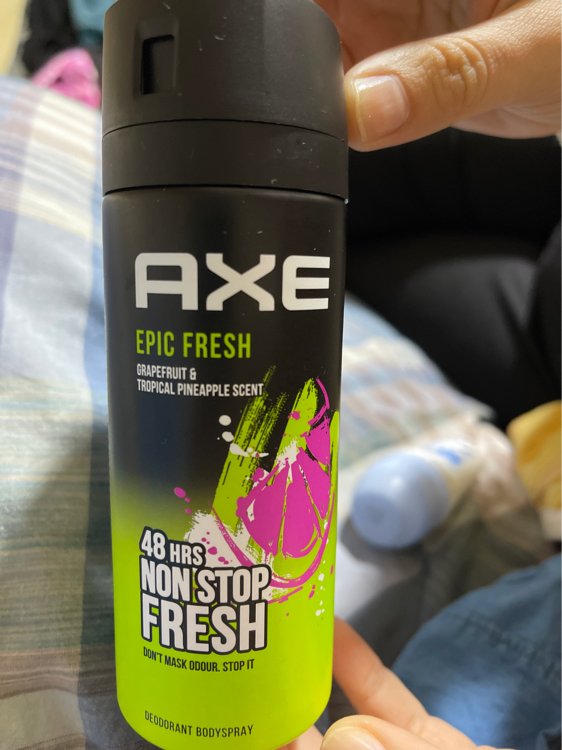 AXE
EPIC FRESH
GRAPEFRUIT &
TROPICAL PINEAPPLE SCENT
48 HRS
NON STOP
FRESH
DON'T MASK ODOUR. STOP IT
DEODORANT BODYSPRAY